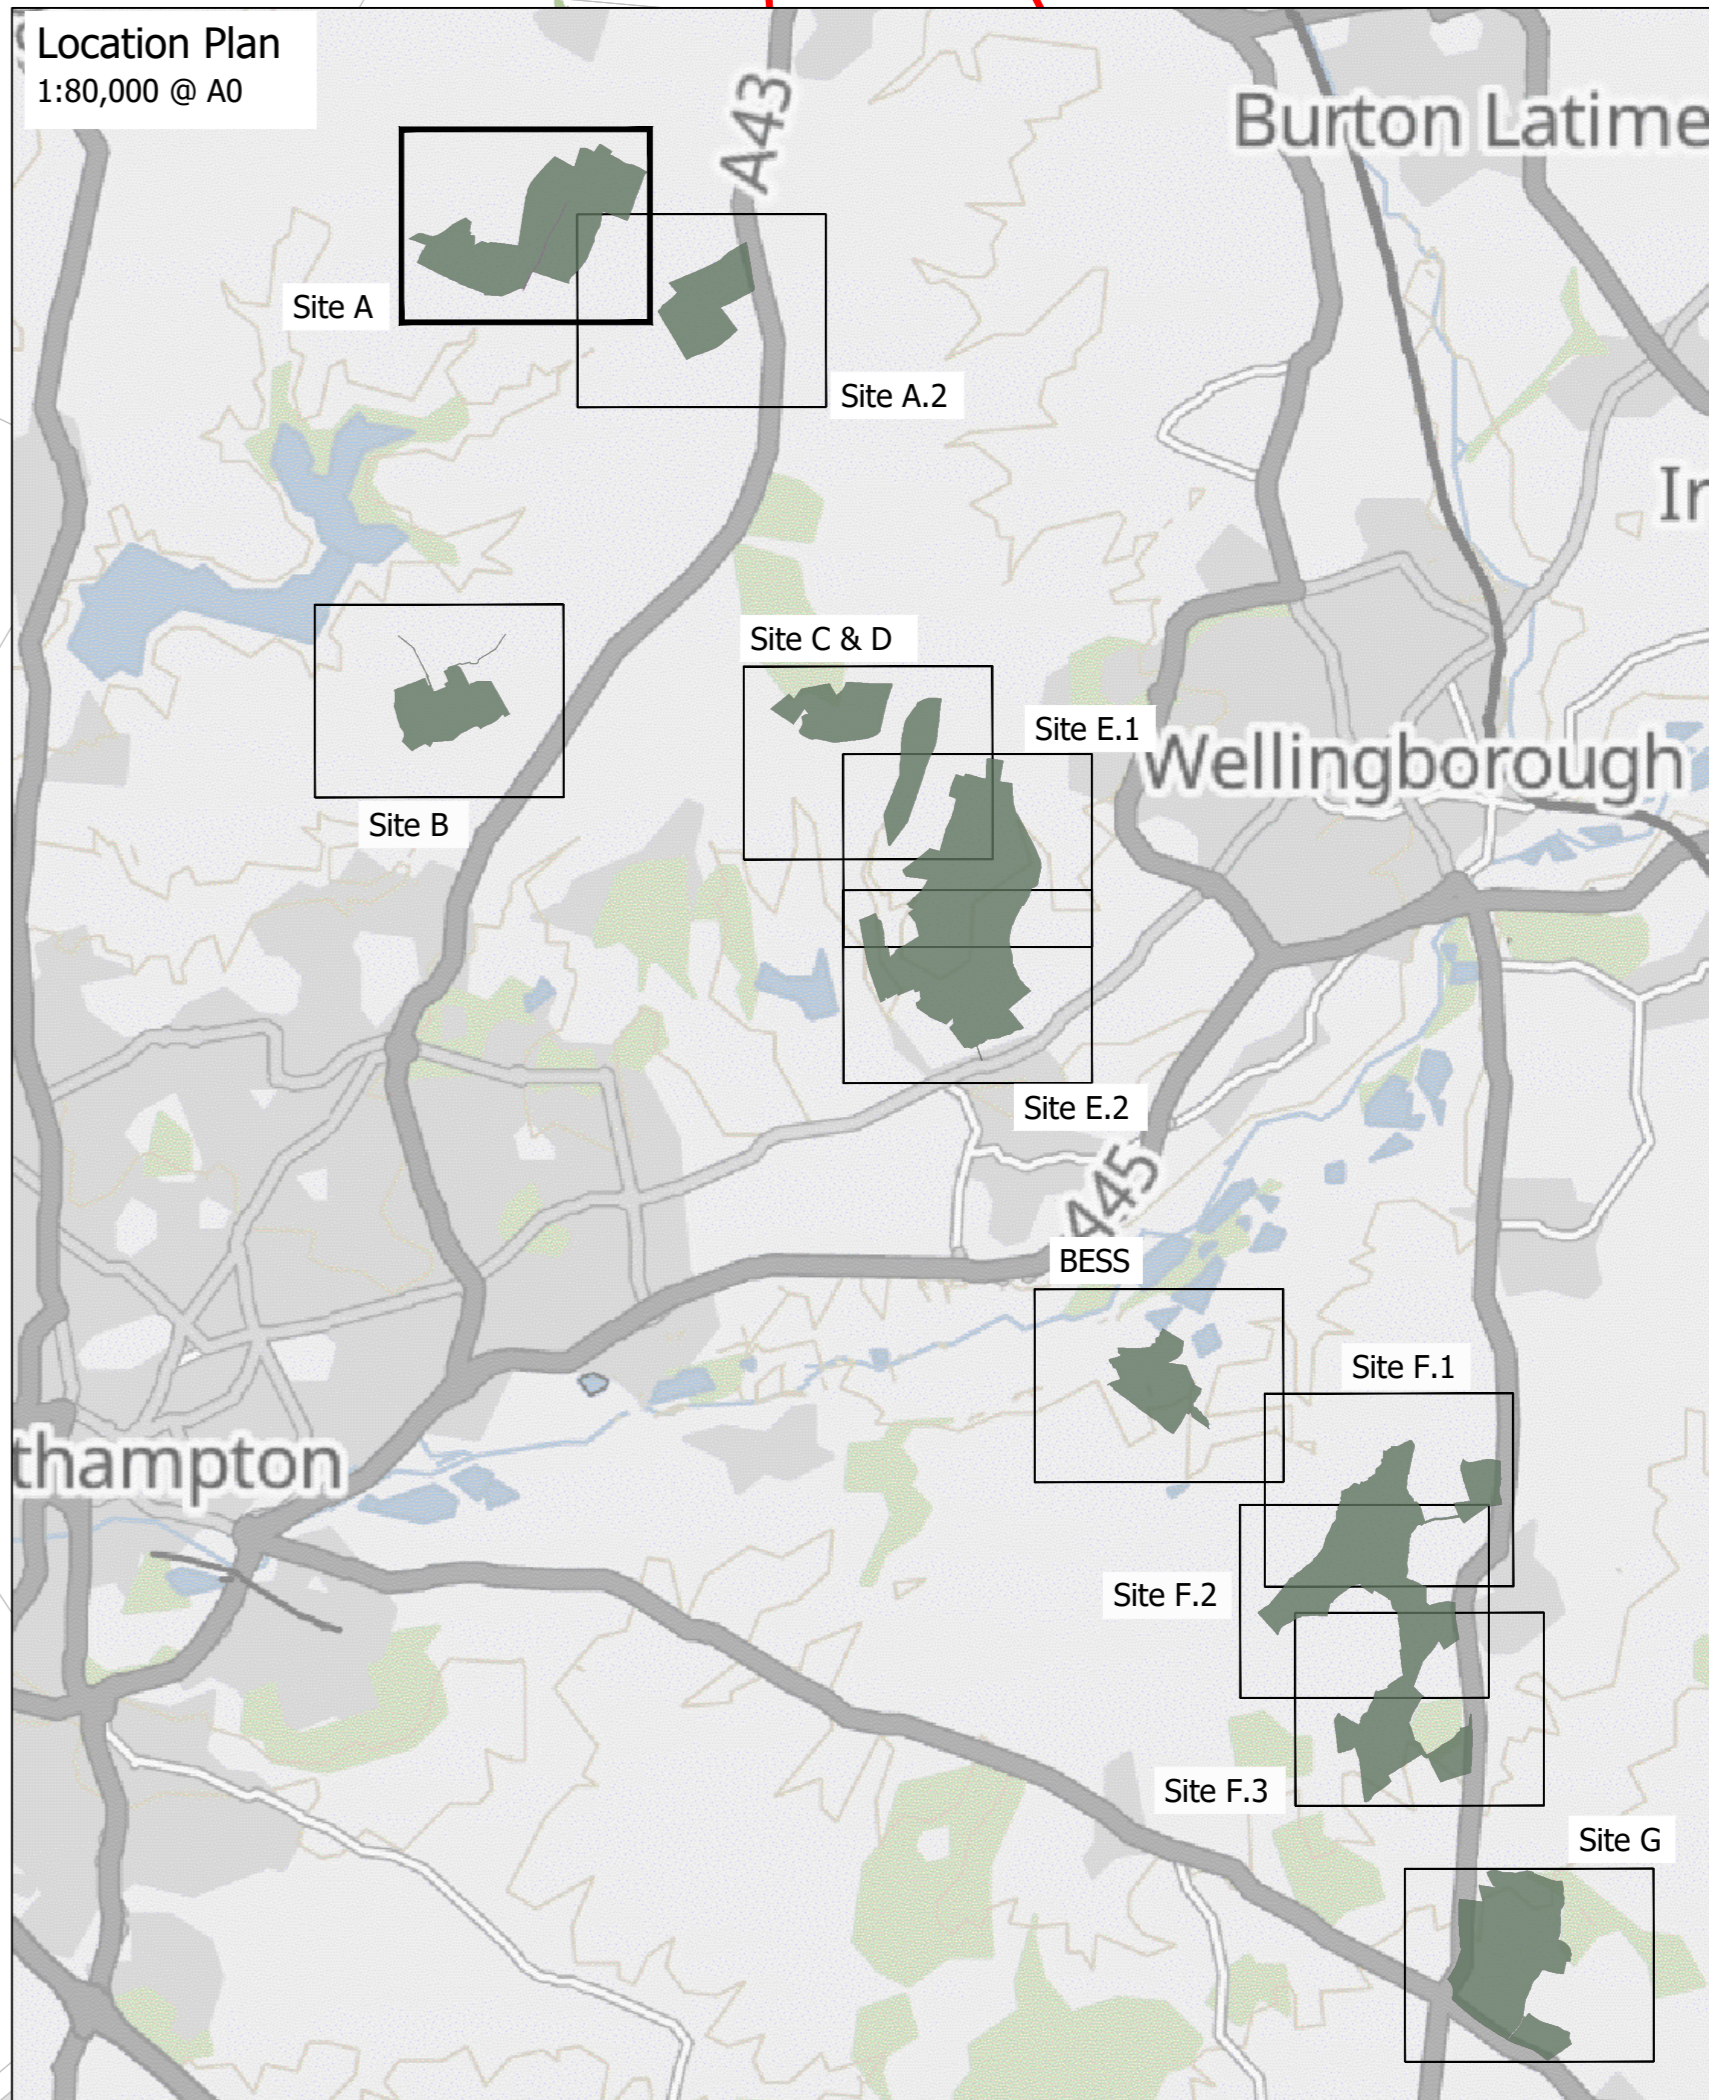 Location Plan
1:80,000 @ A0
A43
Burton Latime
Site A
Site A.2
Ir
Site C & D
Site E.1
Wellingborough
Site B
Site E.2
A45
BESS
Site F.1
thampton
Site F.2
Site F.3
Site G